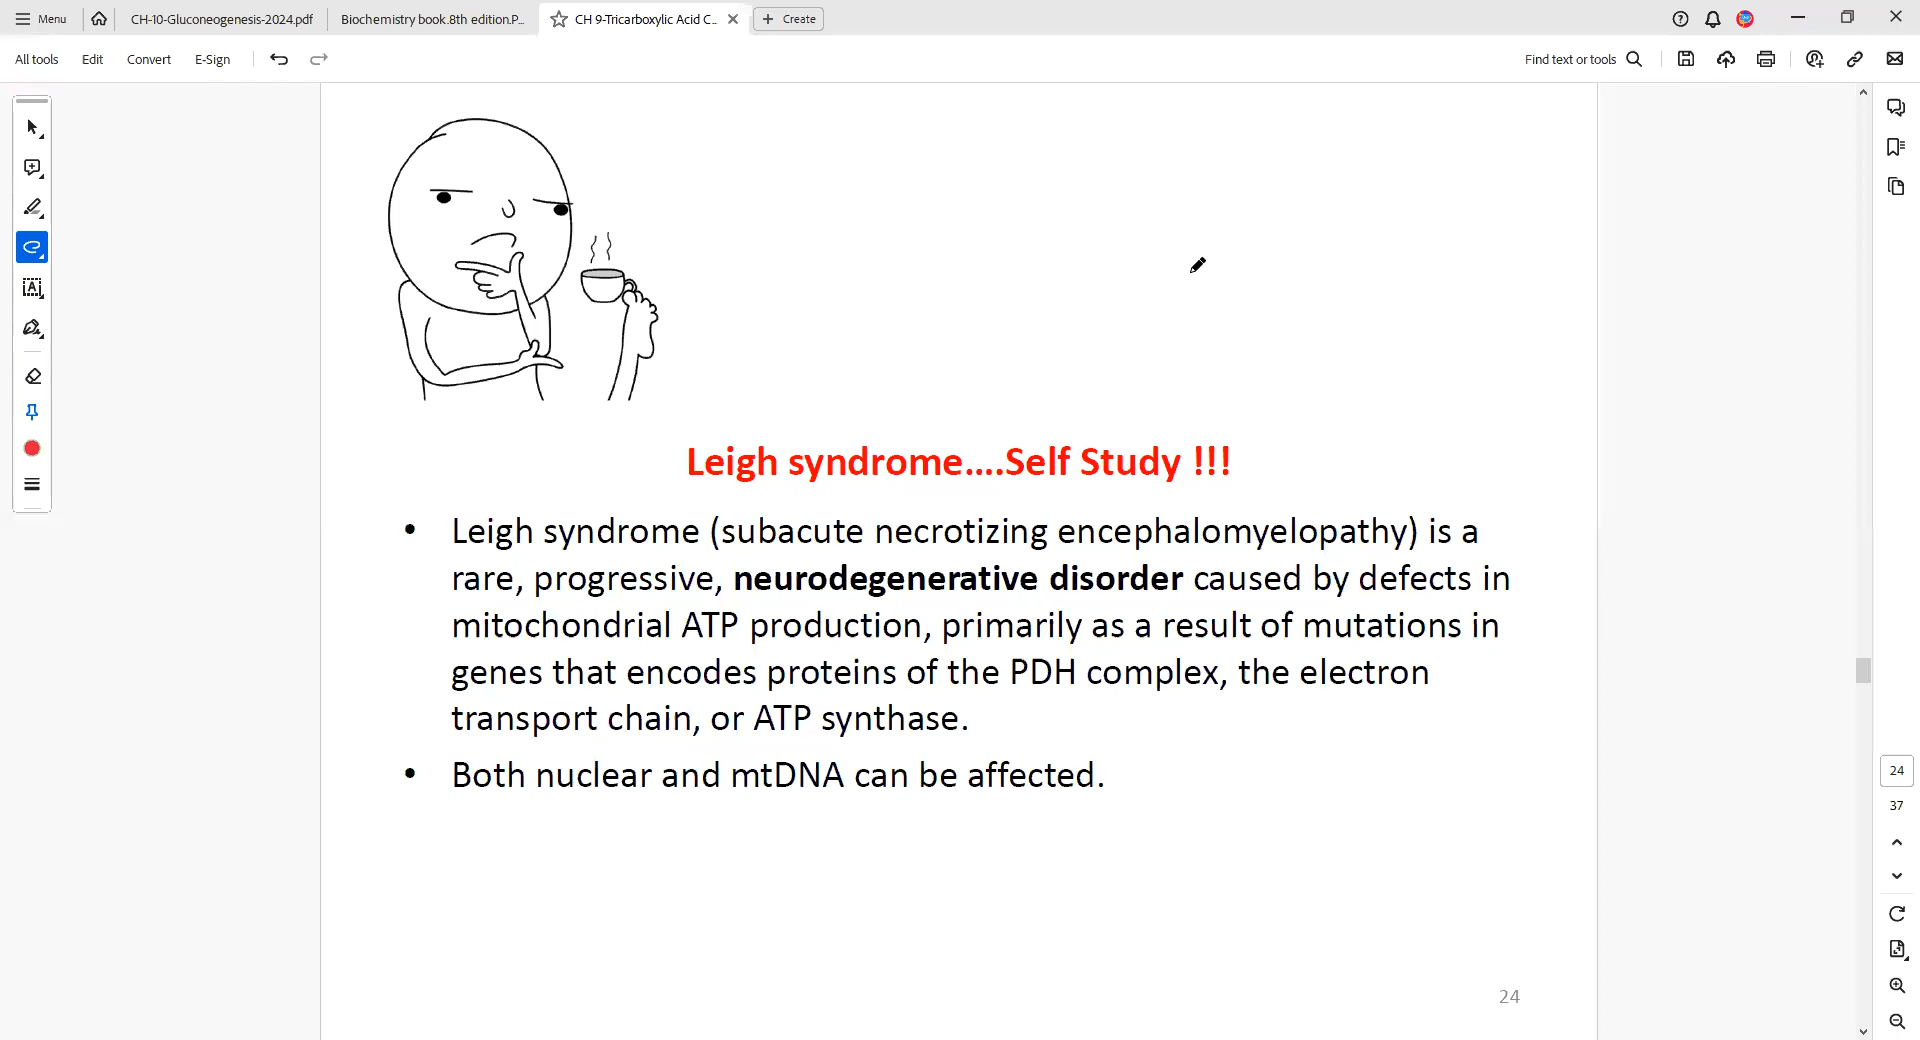 Menu
CH-10-Gluconeogenesis-2024.pdf
Biochemistry book.8th edition.P...
CH 9-Tricarboxylic Acid C...
Create
All tools
Edit
Convert
E-Sign
Find text or tools
Leigh syndrome....Self Study !!!
• Leigh syndrome (subacute necrotizing encephalomyelopathy) is a
rare, progressive, neurodegenerative disorder caused by defects in
mitochondrial ATP production, primarily as a result of mutations in
genes that encodes proteins of the PDH complex, the electron
transport chain, or ATP synthase.
• Both nuclear and mtDNA can be affected.
24
24
37